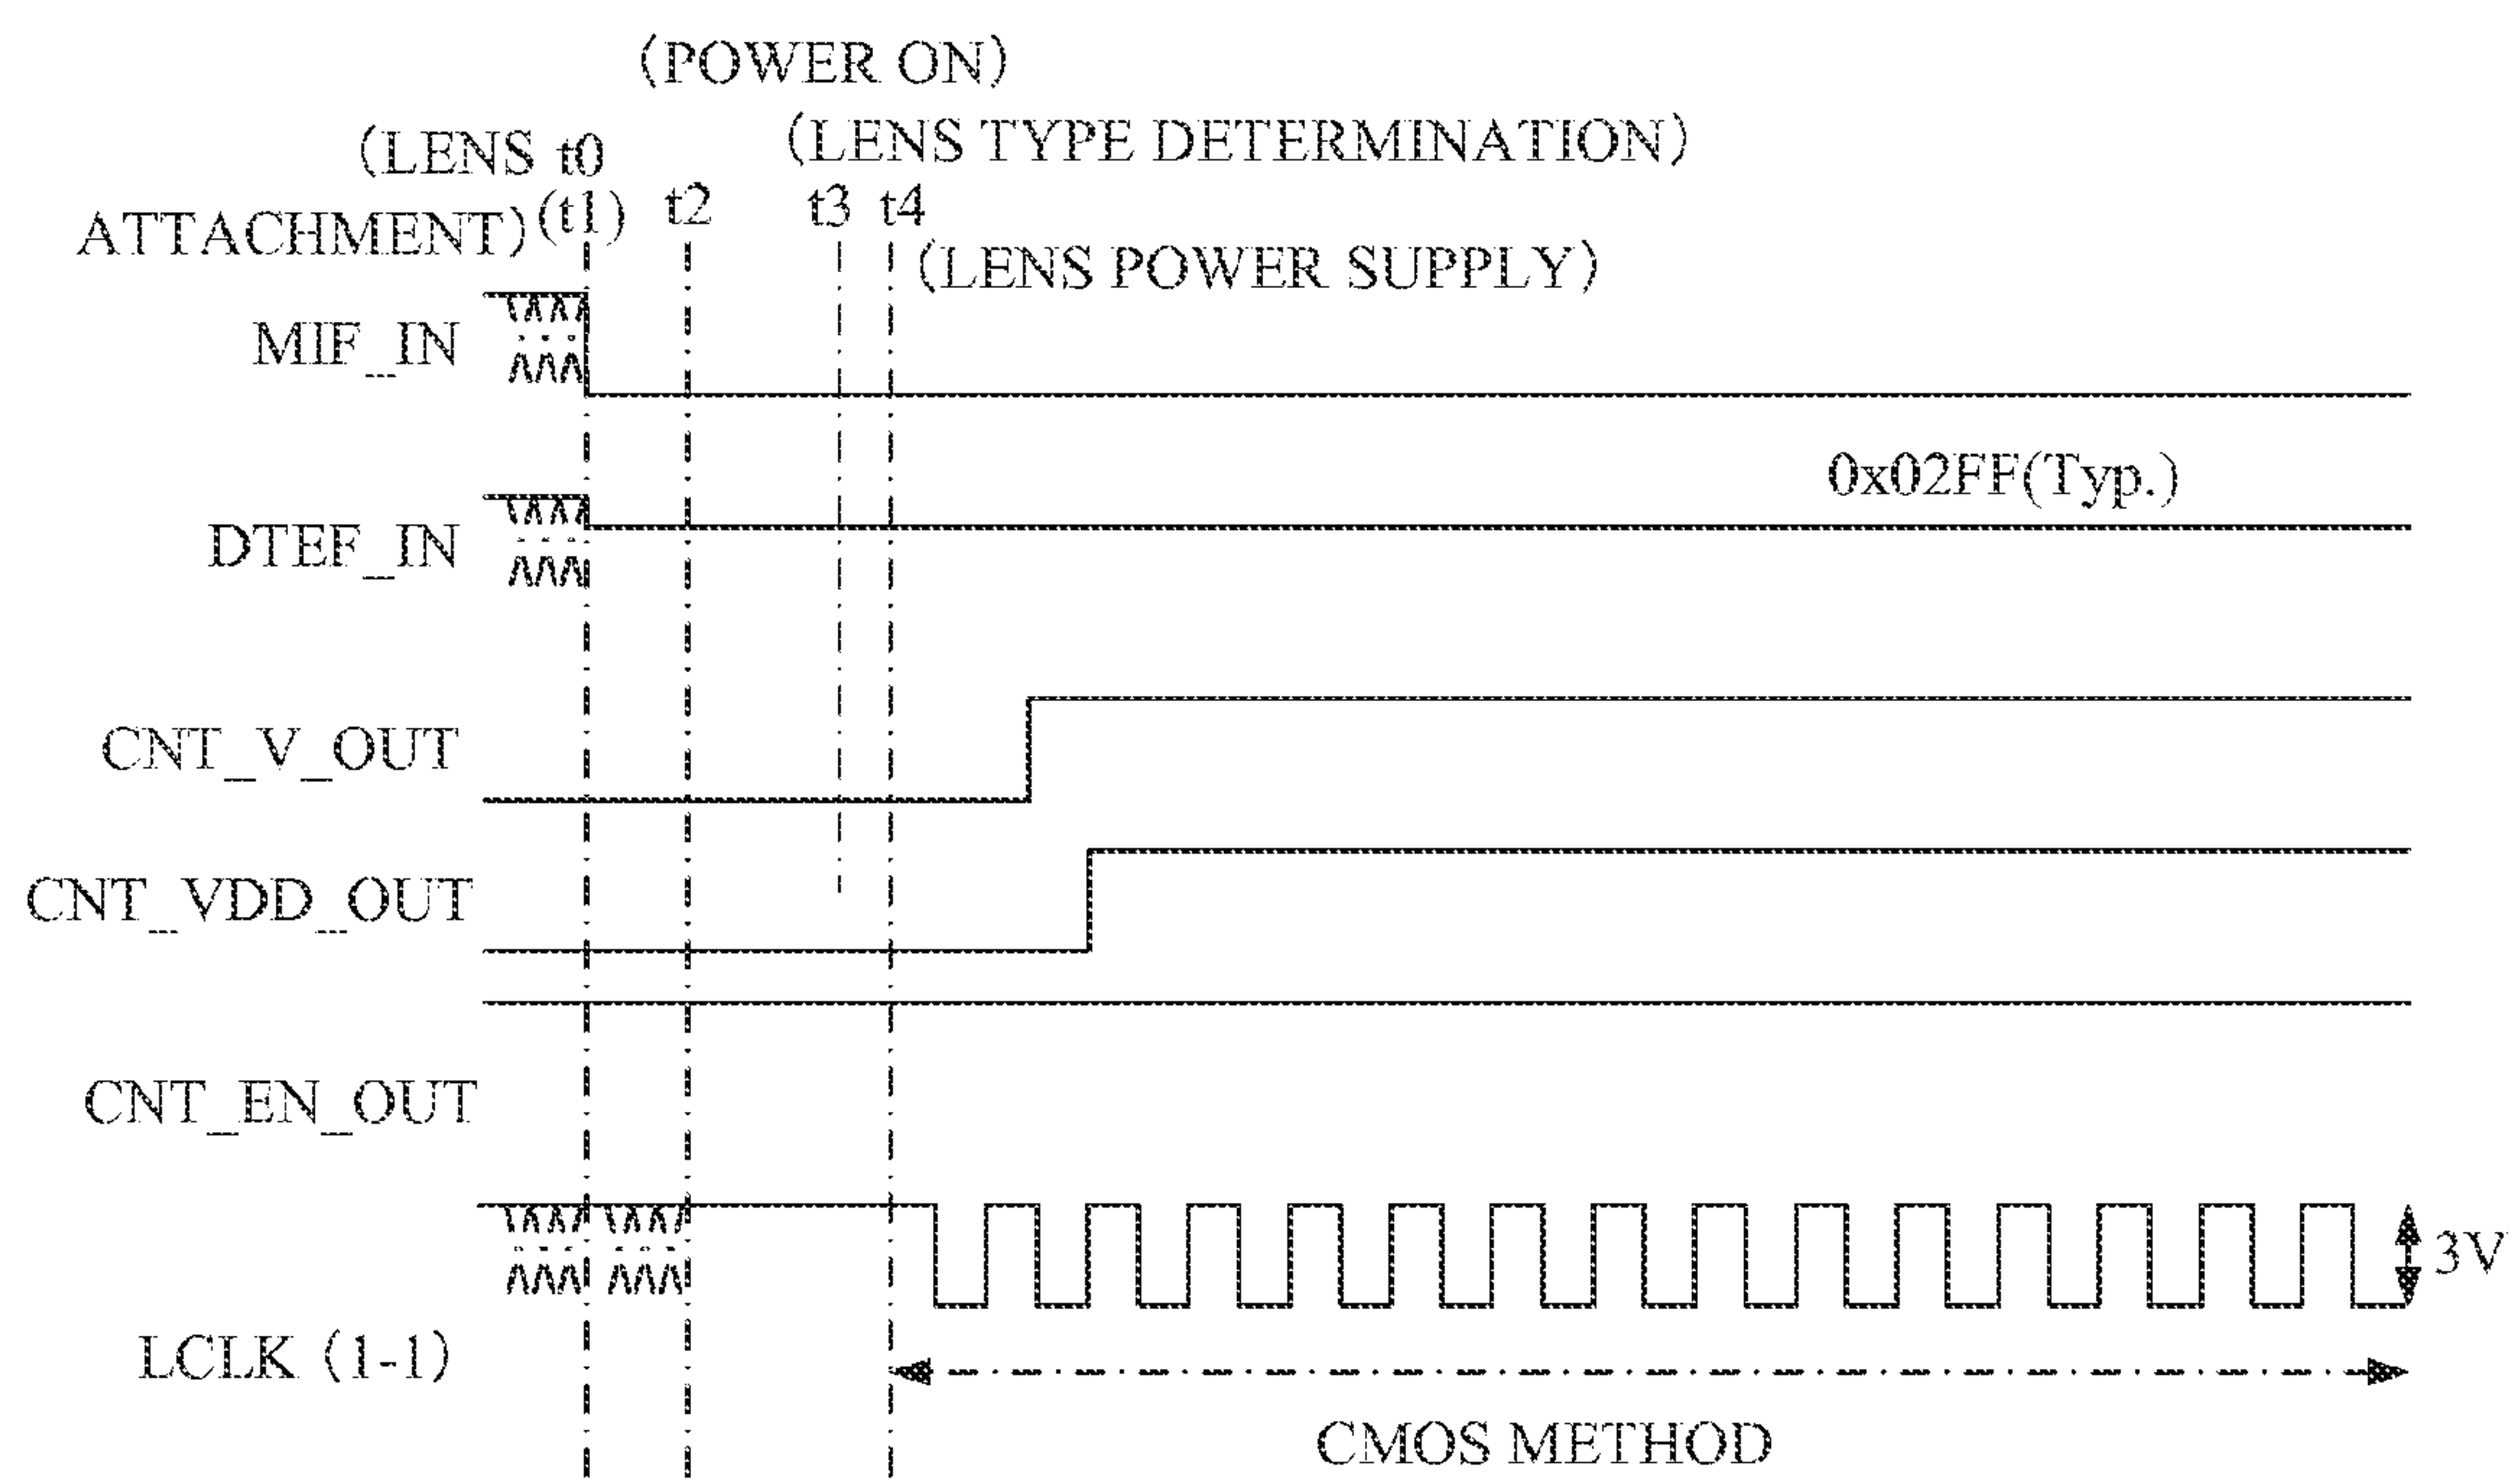 (POWER ON)
(LENS t0
(LENS TYPE DETERMINATION)
ATTACHMENT) (t1) t2 t3 t4
(LENS POWER SUPPLY)
MIF_IN
0x02FF(Typ.)
DTEF_IN
CNT_V_OUT
CNT_VDD_OUT
CNT_EN_OUT
3V
LCLK (1-1)
CMOS METHOD